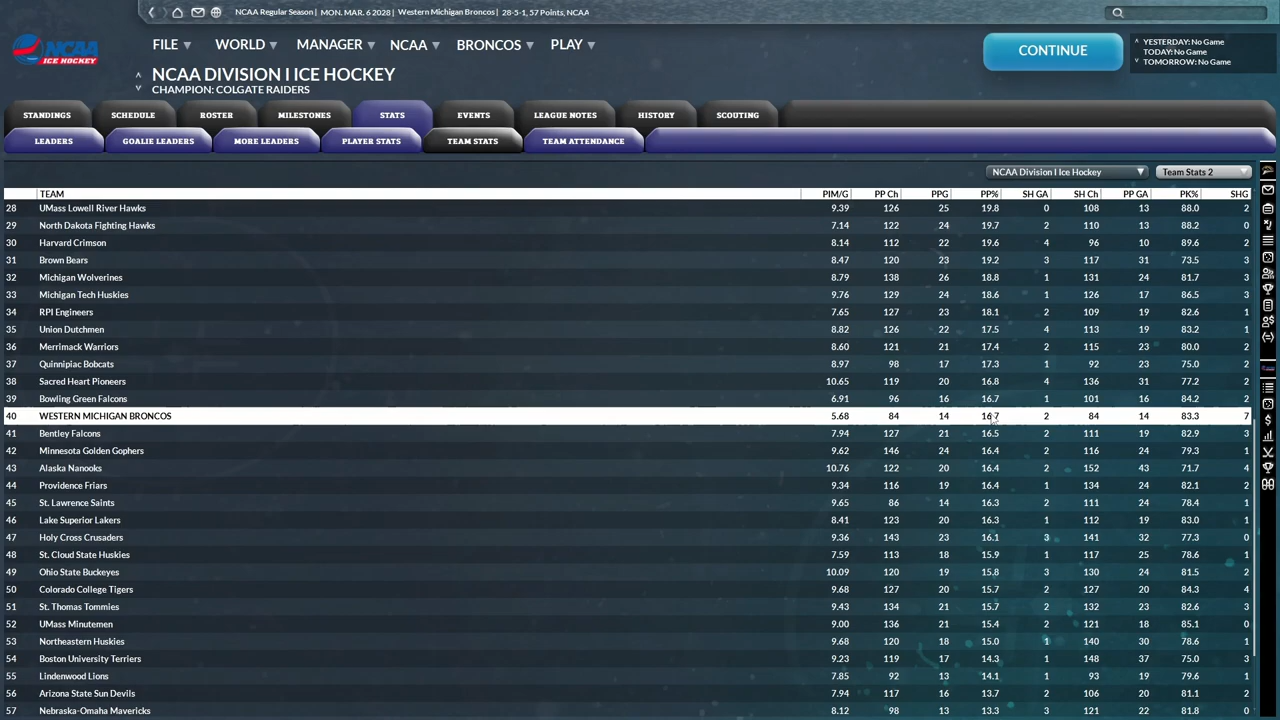 NCAA Regular Season | MON. MAR. 6 2028 | Western Michigan Broncos | 28-5-1, 57 Points, NCAA
NCAA
ICE HOCKEY
FILE WORLD MANAGER NCAA BRONCOS PLAY
CONTINUE
YESTERDAY: No Game
TODAY: No Game
TOMORROW: No Game
NCAA DIVISION I ICE HOCKEY
CHAMPION: COLGATE RAIDERS
STANDINGS SCHEDULE ROSTER MILESTONES STATS EVENTS LEAGUE NOTES HISTORY SCOUTING
LEADERS GOALIE LEADERS MORE LEADERS PLAYER STATS TEAM STATS TEAM ATTENDANCE
NCAA Division I Ice Hockey Team Stats 2
TEAM PIM/G PP Ch PPG PP% SH GA SH Ch PP GA PK% SHG
28 UMass Lowell River Hawks 9.39 126 25 19.8 0 108 13 88.0 2
29 North Dakota Fighting Hawks 7.14 122 24 19.7 2 110 13 88.2 0
30 Harvard Crimson 8.14 112 22 19.6 4 96 10 89.6 2
31 Brown Bears 8.47 120 23 19.2 3 117 31 73.5 3
32 Michigan Wolverines 8.79 138 26 18.8 1 131 24 81.7 3
33 Michigan Tech Huskies 9.76 129 24 18.6 1 126 17 86.5 3
34 RPI Engineers 7.65 127 23 18.1 2 109 19 82.6 1
35 Union Dutchmen 8.82 126 22 17.5 4 113 19 83.2 1
36 Merrimack Warriors 8.60 121 21 17.4 2 115 23 80.0 2
37 Quinnipiac Bobcats 8.97 98 17 17.3 1 92 23 75.0 2
38 Sacred Heart Pioneers 10.65 119 20 16.8 4 136 31 77.2 2
39 Bowling Green Falcons 6.91 96 16 16.7 1 101 16 84.2 2
40 WESTERN MICHIGAN BRONCOS 5.68 84 14 16.7 2 84 14 83.3 7
41 Bentley Falcons 7.94 127 21 16.5 2 111 19 82.9 3
42 Minnesota Golden Gophers 9.62 146 24 16.4 2 116 24 79.3 1
43 Alaska Nanooks 10.76 122 20 16.4 2 152 43 71.7 4
44 Providence Friars 9.34 116 19 16.4 1 134 24 82.1 2
45 St. Lawrence Saints 9.65 86 14 16.3 2 111 24 78.4 1
46 Lake Superior Lakers 8.41 123 20 16.3 1 112 19 83.0 1
47 Holy Cross Crusaders 9.36 143 23 16.1 3 141 32 77.3 0
48 St. Cloud State Huskies 7.59 113 18 15.9 1 117 25 78.6 1
49 Ohio State Buckeyes 10.09 120 19 15.8 3 130 24 81.5 2
50 Colorado College Tigers 9.68 127 20 15.7 2 127 20 84.3 4
51 St. Thomas Tommies 9.43 134 21 15.7 2 132 23 82.6 3
52 UMass Minutemen 9.00 136 21 15.4 2 121 18 85.1 0
53 Northeastern Huskies 9.68 120 18 15.0 1 140 30 78.6 1
54 Boston University Terriers 9.23 119 17 14.3 1 148 37 75.0 3
55 Lindenwood Lions 7.85 92 13 14.1 1 93 19 79.6 1
56 Arizona State Sun Devils 7.94 117 16 13.7 2 106 20 81.1 2
57 Nebraska-Omaha Mavericks 8.12 98 13 13.3 3 121 22 81.8 0